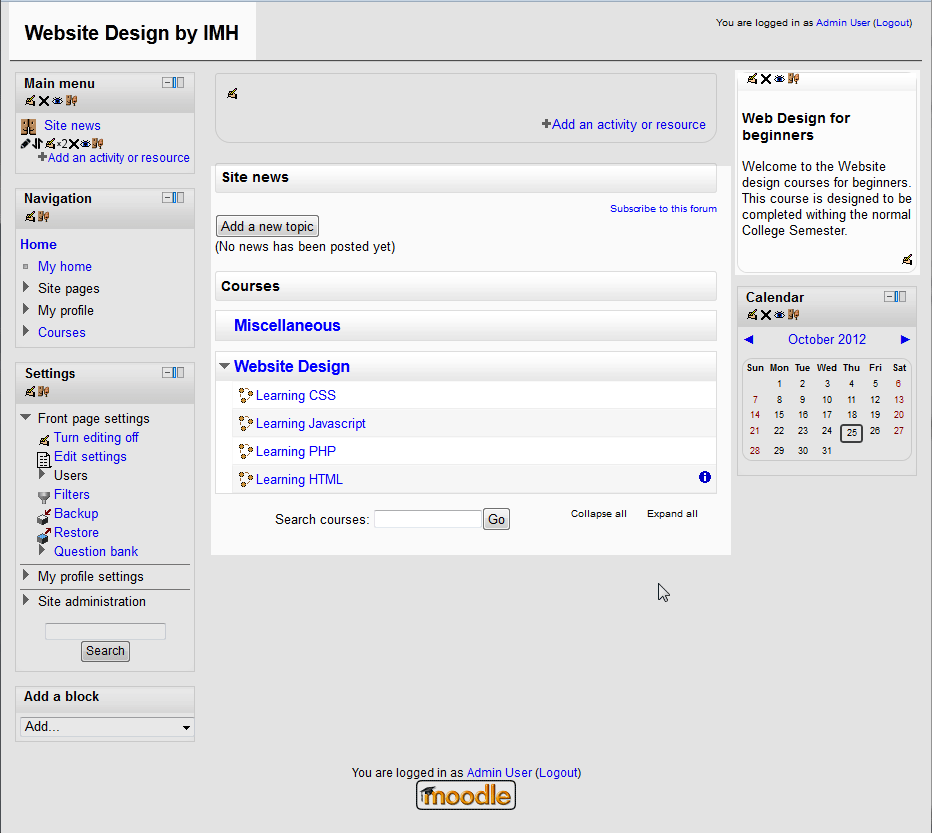 Website Design by IMH
You are logged in as Admin User (Logout)
Main menu
Site news
×2
Add an activity or resource
Navigation
Home
My home
Site pages
My profile
Courses
Settings
Front page settings
Turn editing off
Edit settings
Users
Filters
Backup
Restore
Question bank
My profile settings
Site administration
Search
Add a block
Add...
Add an activity or resource
Site news
Subscribe to this forum
Add a new topic
(No news has been posted yet)
Courses
Miscellaneous
Website Design
Learning CSS
Learning Javascript
Learning PHP
Learning HTML
Search courses: Go
Collapse all Expand all
Web Design for
beginners
Welcome to the Website
design courses for beginners.
This course is designed to be
completed withing the normal
College Semester.
Calendar
October 2012
Sun Mon Tue Wed Thu Fri Sat
1 2 3 4 5 6
7 8 9 10 11 12 13
14 15 16 17 18 19 20
21 22 23 24 25 26 27
28 29 30 31
You are logged in as Admin User (Logout)
moodle